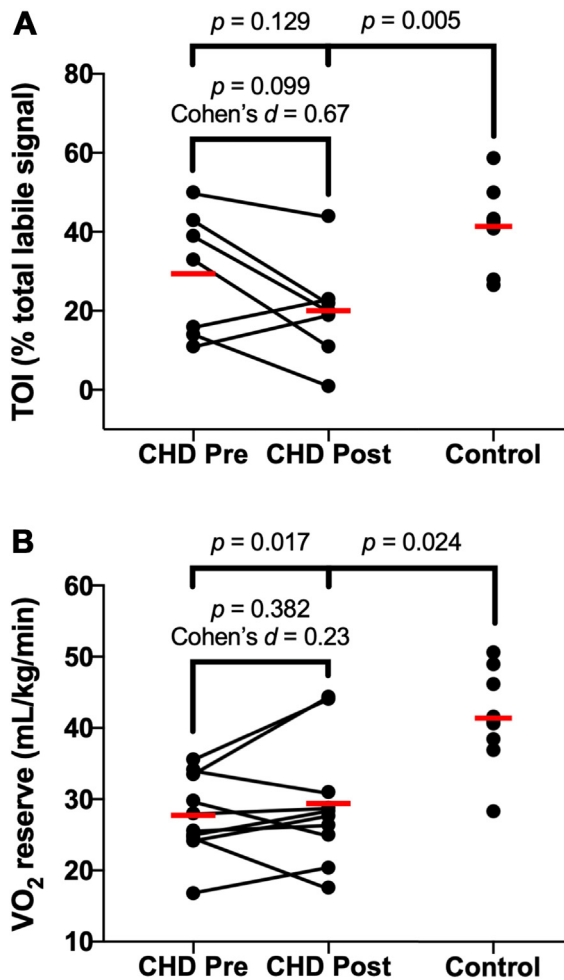 A
p = 0.129 p = 0.005
p = 0.099
Cohen's d = 0.67
TOI (% total labile signal)
80
60
40
20
0
CHD Pre CHD Post Control
B
p = 0.017 p = 0.024
p = 0.382
Cohen's d = 0.23
VO₂ reserve (mL/kg/min)
60
50
40
30
20
10
CHD Pre CHD Post Control